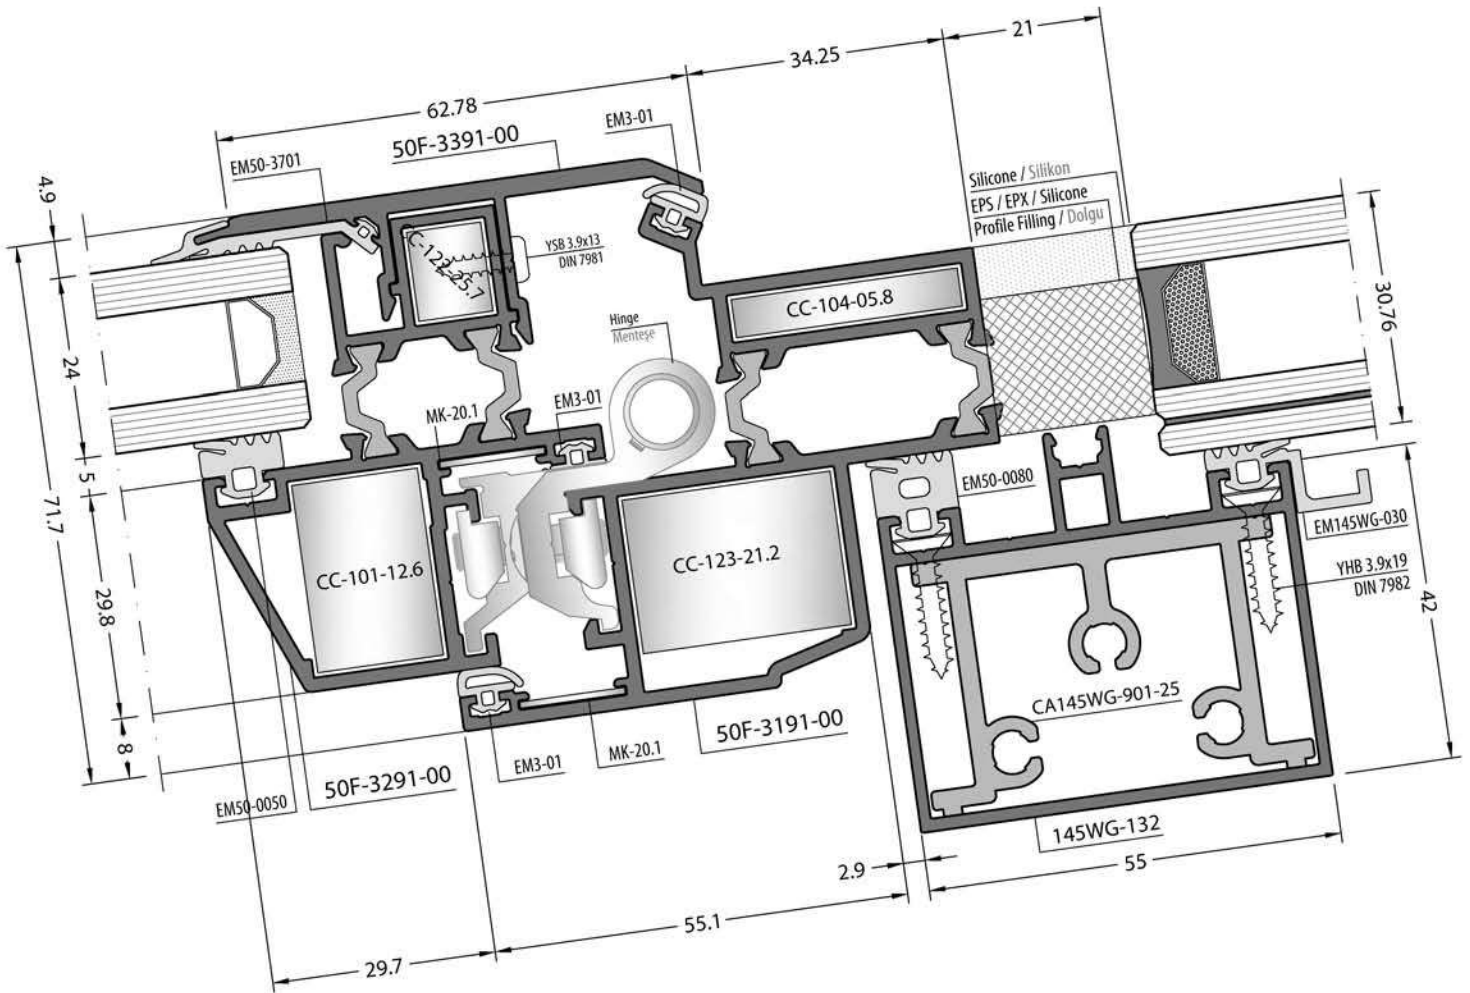 21
34.25
62.78
EM3-01
50F-3391-00
EM50-3701
Silicone / Silikon
EPS / EPX / Silicone
Profile Filling / Dolgu
4.9
YSB 3.9x13
DIN 7981
CC-122-25.7
CC-104-05.8
30.76
Hinge
Menteşe
24
EM3-01
MK-20.1
5
71.7
EM50-0080
EM145WG-030
CC-123-21.2
CC-101-12.6
YHB 3.9x19
DIN 7982
42
29.8
CA145WG-901-25
50F-3191-00
8
MK-20.1
EM3-01
50F-3291-00
EM50-0050
145WG-132
2.9
55
55.1
29.7